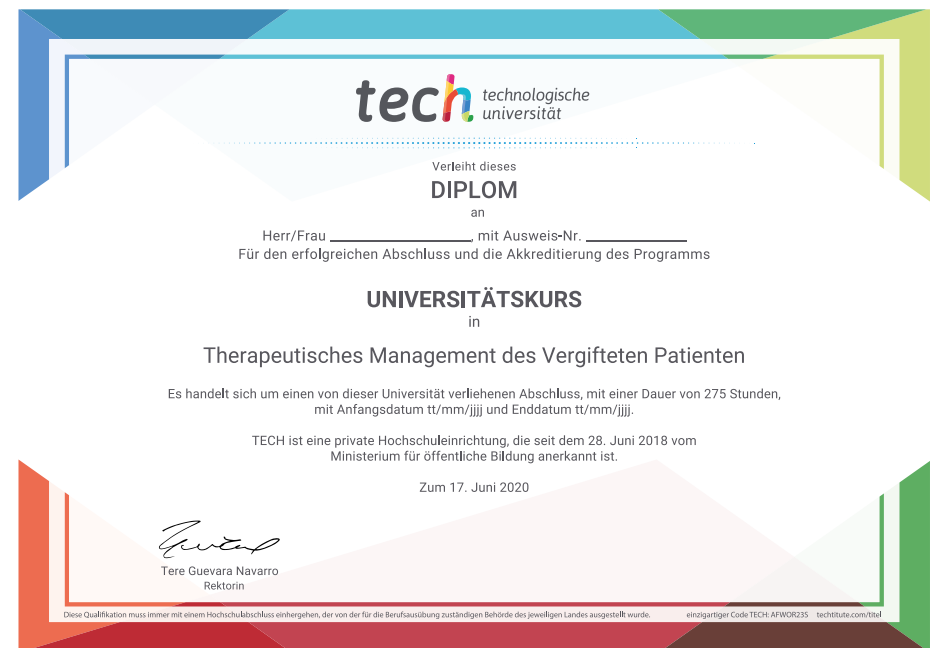 tech technologische
universität
Verleiht dieses
DIPLOM
an
Herr/Frau ________________, mit Ausweis-Nr. ____________
Für den erfolgreichen Abschluss und die Akkreditierung des Programms
UNIVERSITÄTSKURS
in
Therapeutisches Management des Vergifteten Patienten
Es handelt sich um einen von dieser Universität verliehenen Abschluss, mit einer Dauer von 275 Stunden,
mit Anfangsdatum tt/mm/jjjj und Enddatum tt/mm/jjjj.
TECH ist eine private Hochschuleinrichtung, die seit dem 28. Juni 2018 vom
Ministerium für öffentliche Bildung anerkannt ist.
Zum 17. Juni 2020
Tere Guevara Navarro
Rektorin
Diese Qualifikation muss immer mit einem Hochschulabschluss einhergehen, der von der für die Berufsausübung zuständigen Behörde des jeweiligen Landes ausgestellt wurde. einzigartiger Code TECH: AFWOR23S techtitute.com/titel